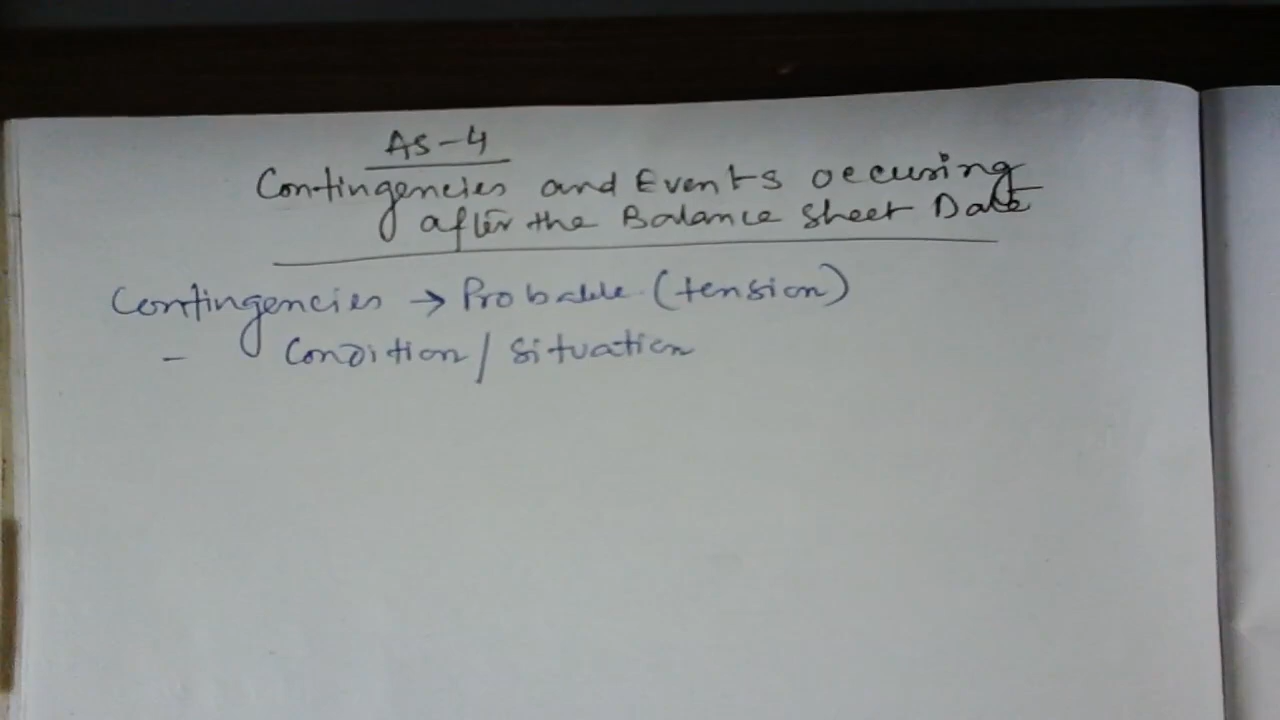 AS-4
Contingencies and Events occuring
after the Balance Sheet Date
Contingencies → Probable (tension)
- Condition / Situation